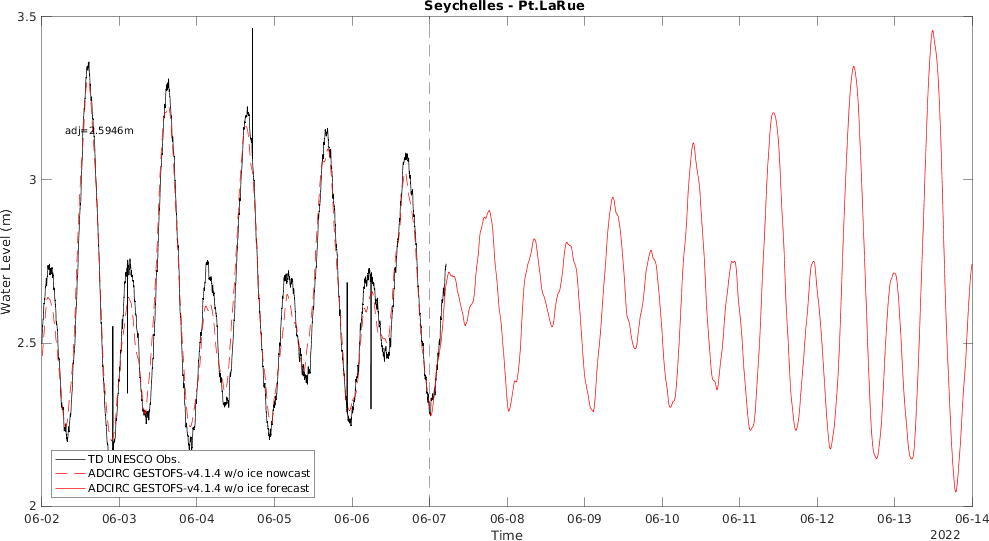 Seychelles - Pt.LaRue
3.5
adj=2.5946m
3
Water Level (m)
2.5
TD UNESCO Obs.
ADCIRC GESTOFS-v4.1.4 w/o ice nowcast
ADCIRC GESTOFS-v4.1.4 w/o ice forecast
2
06-02 06-03 06-04 06-05 06-06 06-07 06-08 06-09 06-10 06-11 06-12 06-13 06-14
Time
2022